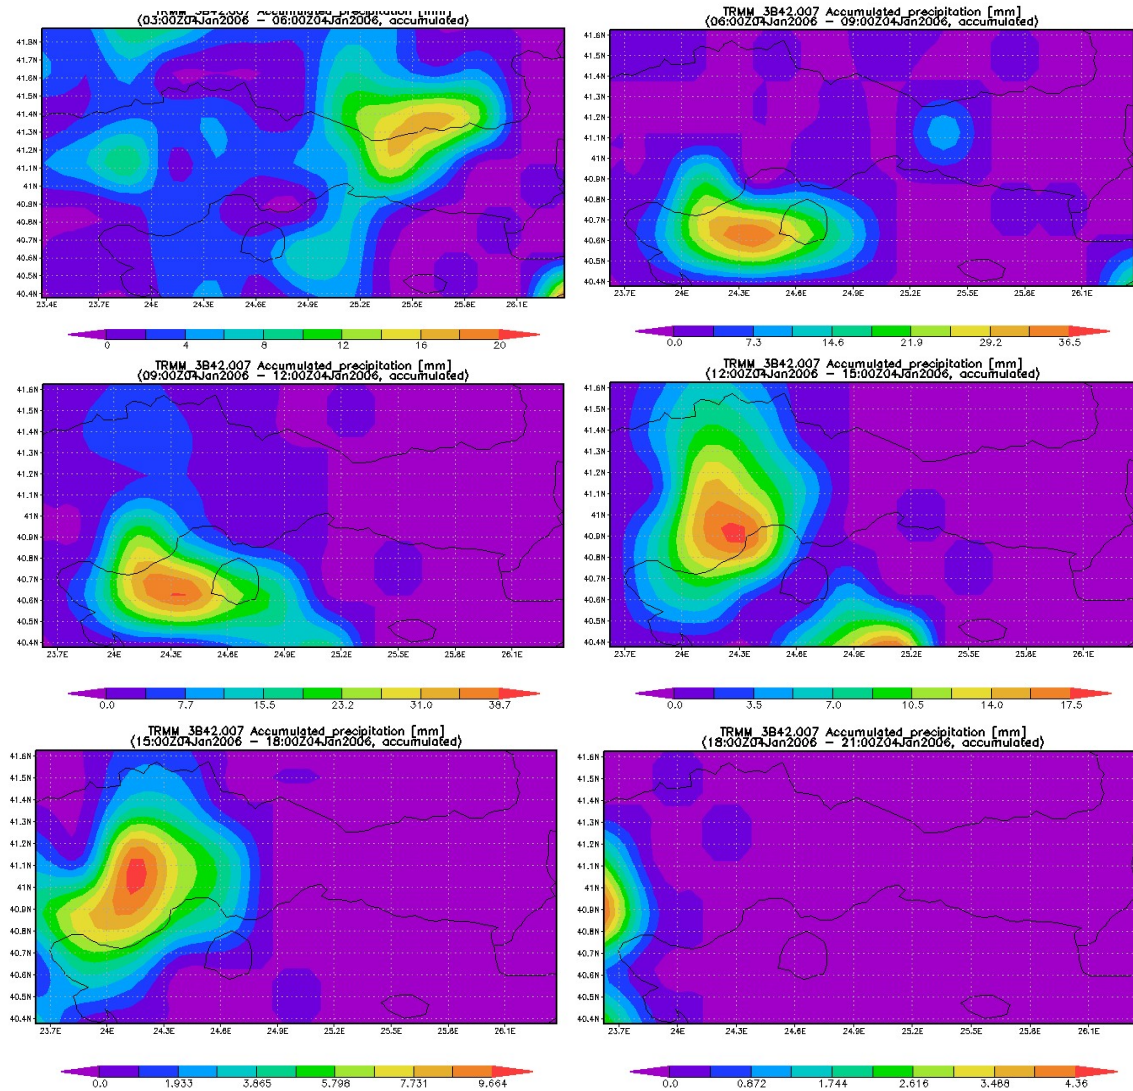 TRMM_3B42.007 Accumulated precipitation [mm]
(03:00Z04Jan2006 – 06:00Z04Jan2006, accumulated)
41.8N
41.7N
41.6N
41.5N
41.4N
41.3N
41.2N
41.1N
41N
40.9N
40.8N
40.7N
40.6N
40.5N
40.4N
23.4E 23.7E 24E 24.3E 24.6E 24.9E 25.2E 25.5E 25.8E 26.1E
0 4 8 12 16 20
TRMM_3B42.007 Accumulated precipitation [mm]
(06:00Z04Jan2006 – 09:00Z04Jan2006, accumulated)
41.6N
41.5N
41.4N
41.3N
41.2N
41.1N
41N
40.9N
40.8N
40.7N
40.6N
40.5N
40.4N
23.7E 24E 24.3E 24.6E 24.9E 25.2E 25.5E 25.8E 26.1E
0.0 7.3 14.6 21.9 29.2 36.5
TRMM_3B42.007 Accumulated precipitation [mm]
(09:00Z04Jan2006 – 12:00Z04Jan2006, accumulated)
41.6N
41.5N
41.4N
41.3N
41.2N
41.1N
41N
40.9N
40.8N
40.7N
40.6N
40.5N
40.4N
23.7E 24E 24.3E 24.6E 24.9E 25.2E 25.5E 25.8E 26.1E
0.0 7.7 15.5 23.2 31.0 38.7
TRMM_3B42.007 Accumulated precipitation [mm]
(12:00Z04Jan2006 – 15:00Z04Jan2006, accumulated)
41.6N
41.5N
41.4N
41.3N
41.2N
41.1N
41N
40.9N
40.8N
40.7N
40.6N
40.5N
40.4N
23.7E 24E 24.3E 24.6E 24.9E 25.2E 25.5E 25.8E 26.1E
0.0 3.5 7.0 10.5 14.0 17.5
TRMM_3B42.007 Accumulated precipitation [mm]
(15:00Z04Jan2006 – 18:00Z04Jan2006, accumulated)
41.6N
41.5N
41.4N
41.3N
41.2N
41.1N
41N
40.9N
40.8N
40.7N
40.6N
40.5N
40.4N
23.7E 24E 24.3E 24.6E 24.9E 25.2E 25.5E 25.8E 26.1E
0.0 1.933 3.865 5.798 7.731 9.664
TRMM_3B42.007 Accumulated precipitation [mm]
(18:00Z04Jan2006 – 21:00Z04Jan2006, accumulated)
41.6N
41.5N
41.4N
41.3N
41.2N
41.1N
41N
40.9N
40.8N
40.7N
40.6N
40.5N
40.4N
23.7E 24E 24.3E 24.6E 24.9E 25.2E 25.5E 25.8E 26.1E
0.0 0.872 1.744 2.616 3.488 4.36